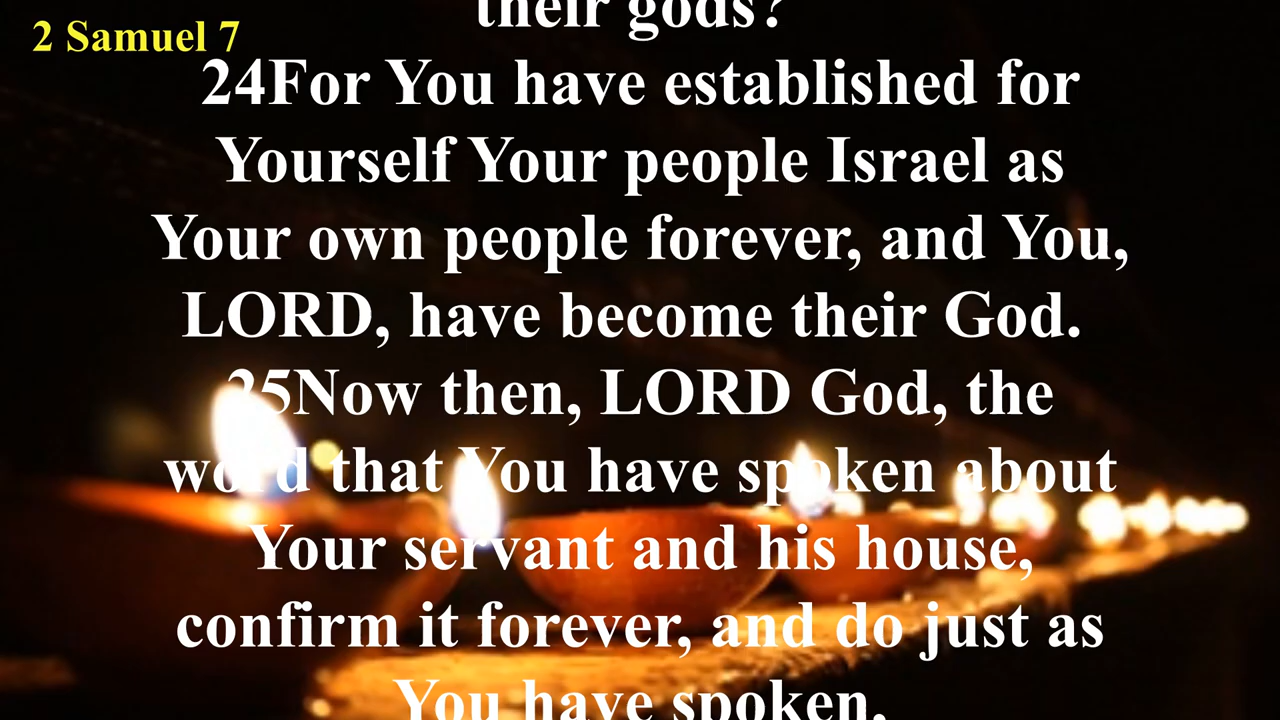 their gods?
2 Samuel 7
24For You have established for
Yourself Your people Israel as
Your own people forever, and You,
LORD, have become their God.
25Now then, LORD God, the
word that You have spoken about
Your servant and his house,
confirm it forever, and do just as
You have spoken,